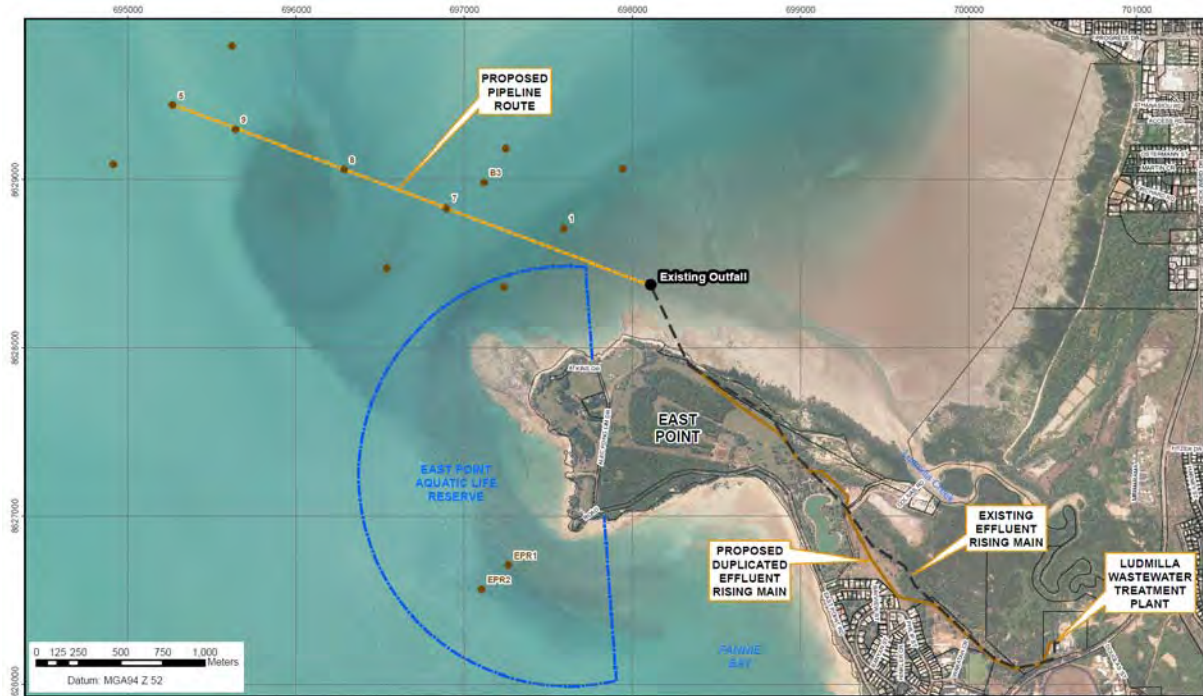 695000
696000
697000
698000
699000
700000
701000
PROGRESS DR
PROPOSED
PIPELINE
ROUTE
5
9
8
7
B3
1
8629000
Existing Outfall
8628000
EAST
POINT
EAST POINT
AQUATIC LIFE
RESERVE
8627000
EXISTING
EFFLUENT
RISING MAIN
PROPOSED
DUPLICATED
EFFLUENT
RISING MAIN
LUDMILLA
WASTEWATER
TREATMENT
PLANT
EPR1
EPR2
BAY
0 125 250 500 750 1,000
Meters
Datum: MGA94 Z 52